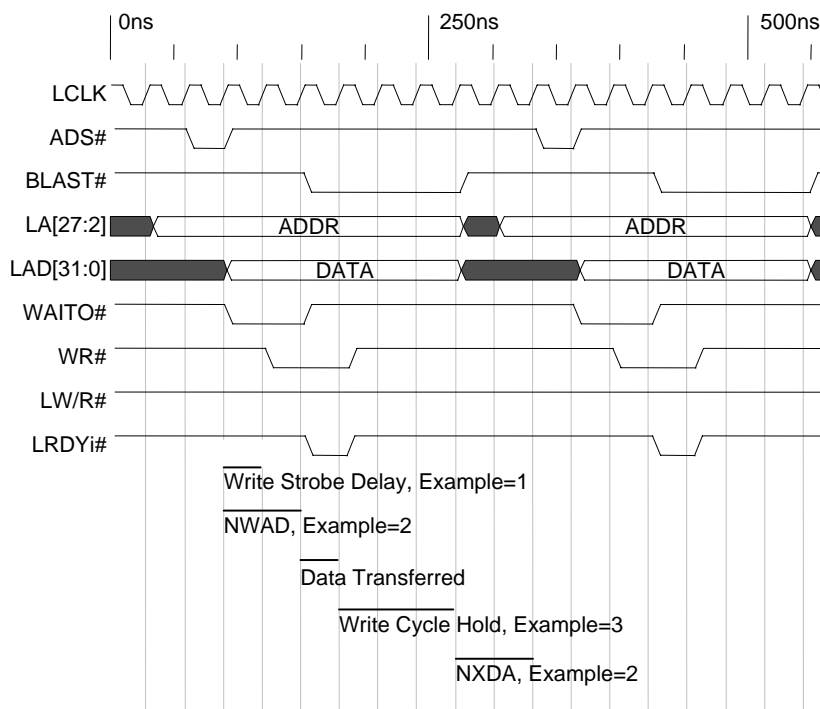 0ns 250ns 500ns
LCLK
ADS#
BLAST#
LA[27:2] ADDR ADDR
LAD[31:0] DATA DATA
WAITO#
WR#
LW/R#
LRDYi#
Write Strobe Delay, Example=1
NWAD, Example=2
Data Transferred
Write Cycle Hold, Example=3
NXDA, Example=2